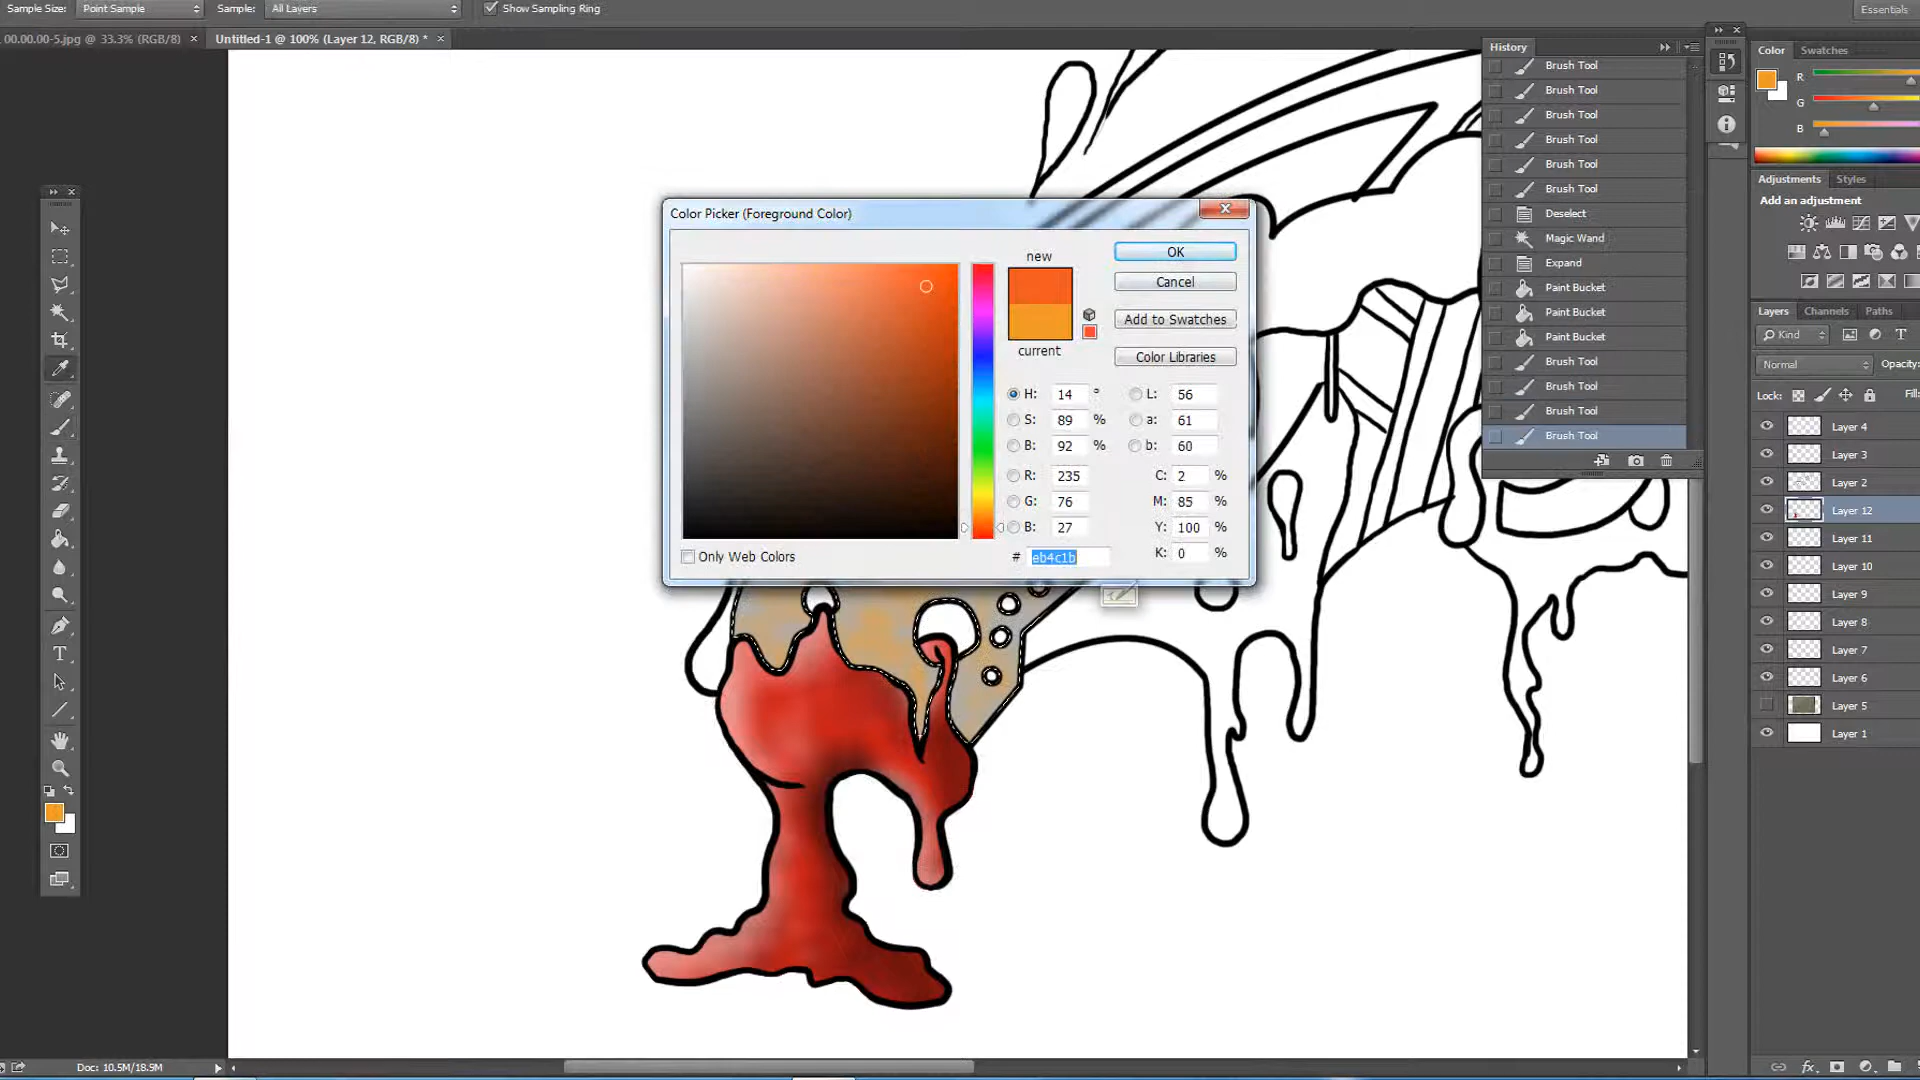 Sample Size: Point Sample Sample: All Layers Show Sampling Ring Essentials
00.00.00-5.jpg @ 33.3% (RGB/8) × Untitled-1 @ 100% (Layer 12, RGB/8) * ×
History
Brush Tool
Brush Tool
Brush Tool
Brush Tool
Brush Tool
Brush Tool
Deselect
Magic Wand
Expand
Paint Bucket
Paint Bucket
Paint Bucket
Brush Tool
Brush Tool
Brush Tool
Brush Tool
Color Swatches
R
G
B
Adjustments Styles
Add an adjustment
Layers Channels Paths
Kind
Normal Opacity:
Lock: Fill:
Layer 4
Layer 3
Layer 2
Layer 12
Layer 11
Layer 10
Layer 9
Layer 8
Layer 7
Layer 6
Layer 5
Layer 1
Color Picker (Foreground Color)
new
current
OK
Cancel
Add to Swatches
Color Libraries
H: 14 ° L: 56
S: 89 % a: 61
B: 92 % b: 60
R: 235 C: 2 %
G: 76 M: 85 %
B: 27 Y: 100 %
# eb4c1b K: 0 %
Only Web Colors
Doc: 10.5M/18.9M